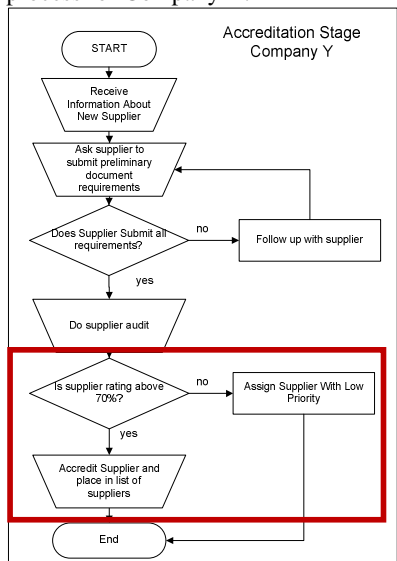 Accreditation Stage
Company Y
START
Receive
Information About
New Supplier
Ask supplier to
submit preliminary
document
requirements
Does Supplier Submit all
requirements?
no
Follow up with supplier
yes
Do supplier audit
Is supplier rating above
70%?
no
Assign Supplier With Low
Priority
yes
Accredit Supplier and
place in list of
suppliers
End